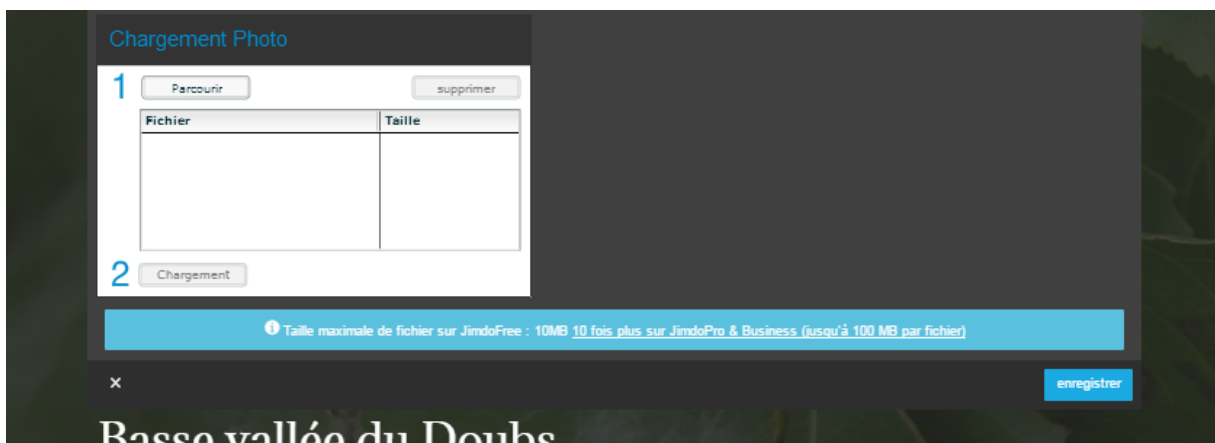 Chargement Photo
1 Parcourir supprimer
Fichier Taille
2 Chargement
Taille maximale de fichier sur JimdoFree : 10MB 10 fois plus sur JimdoPro & Business (jusqu'à 100 MB par fichier)
× enregistrer
Basse vallée du Doubs